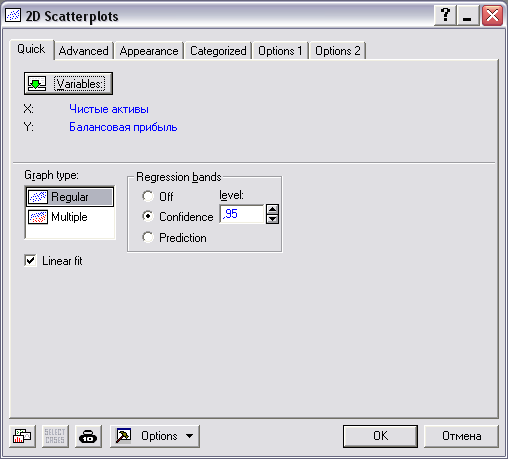 2D Scatterplots
Quick Advanced Appearance Categorized Options 1 Options 2
Variables:
X: Чистые активы
Y: Балансовая прибыль
Graph type:
Regular
Multiple
Regression bands
Off
Confidence
Prediction
level:
,95
Linear fit
SELECT CASES
Options
OK
Отмена